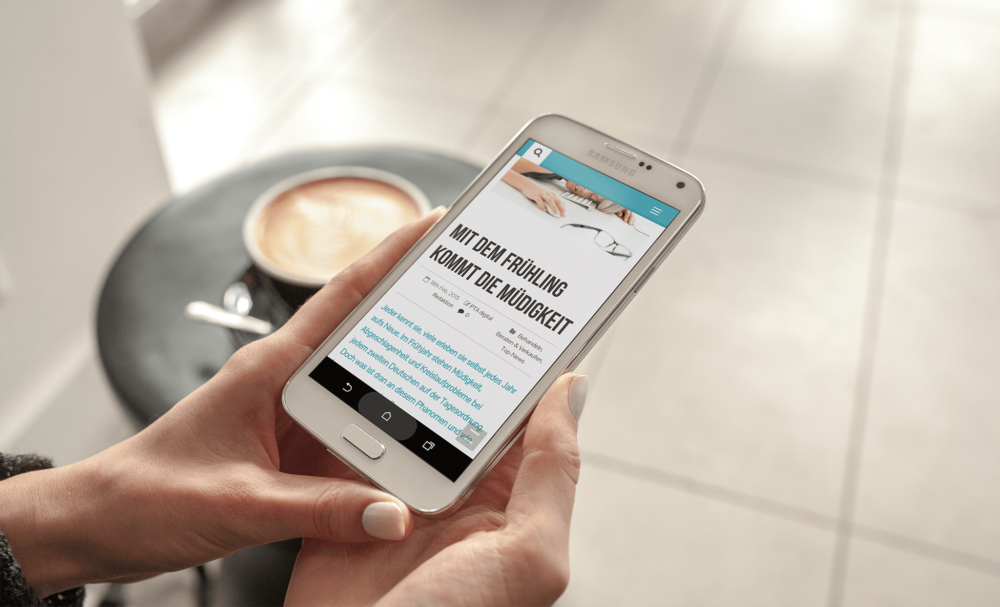 SAMSUNG
MIT DEM FRÜHLING
KOMMT DIE MÜDIGKEIT
18th Feb, 2015 PTA digital
Redaktion 0
Behandeln,
Beraten & Verkaufen,
Top-News
Jeder kennt sie, viele erleben sie selbst jedes Jahr
aufs Neue. Im Frühjahr stehen Müdigkeit,
Abgeschlagenheit und Kreislaufprobleme bei
jedem zweiten Deutschen auf der Tagesordnung.
Doch was ist dran an diesem Phänomen und wie